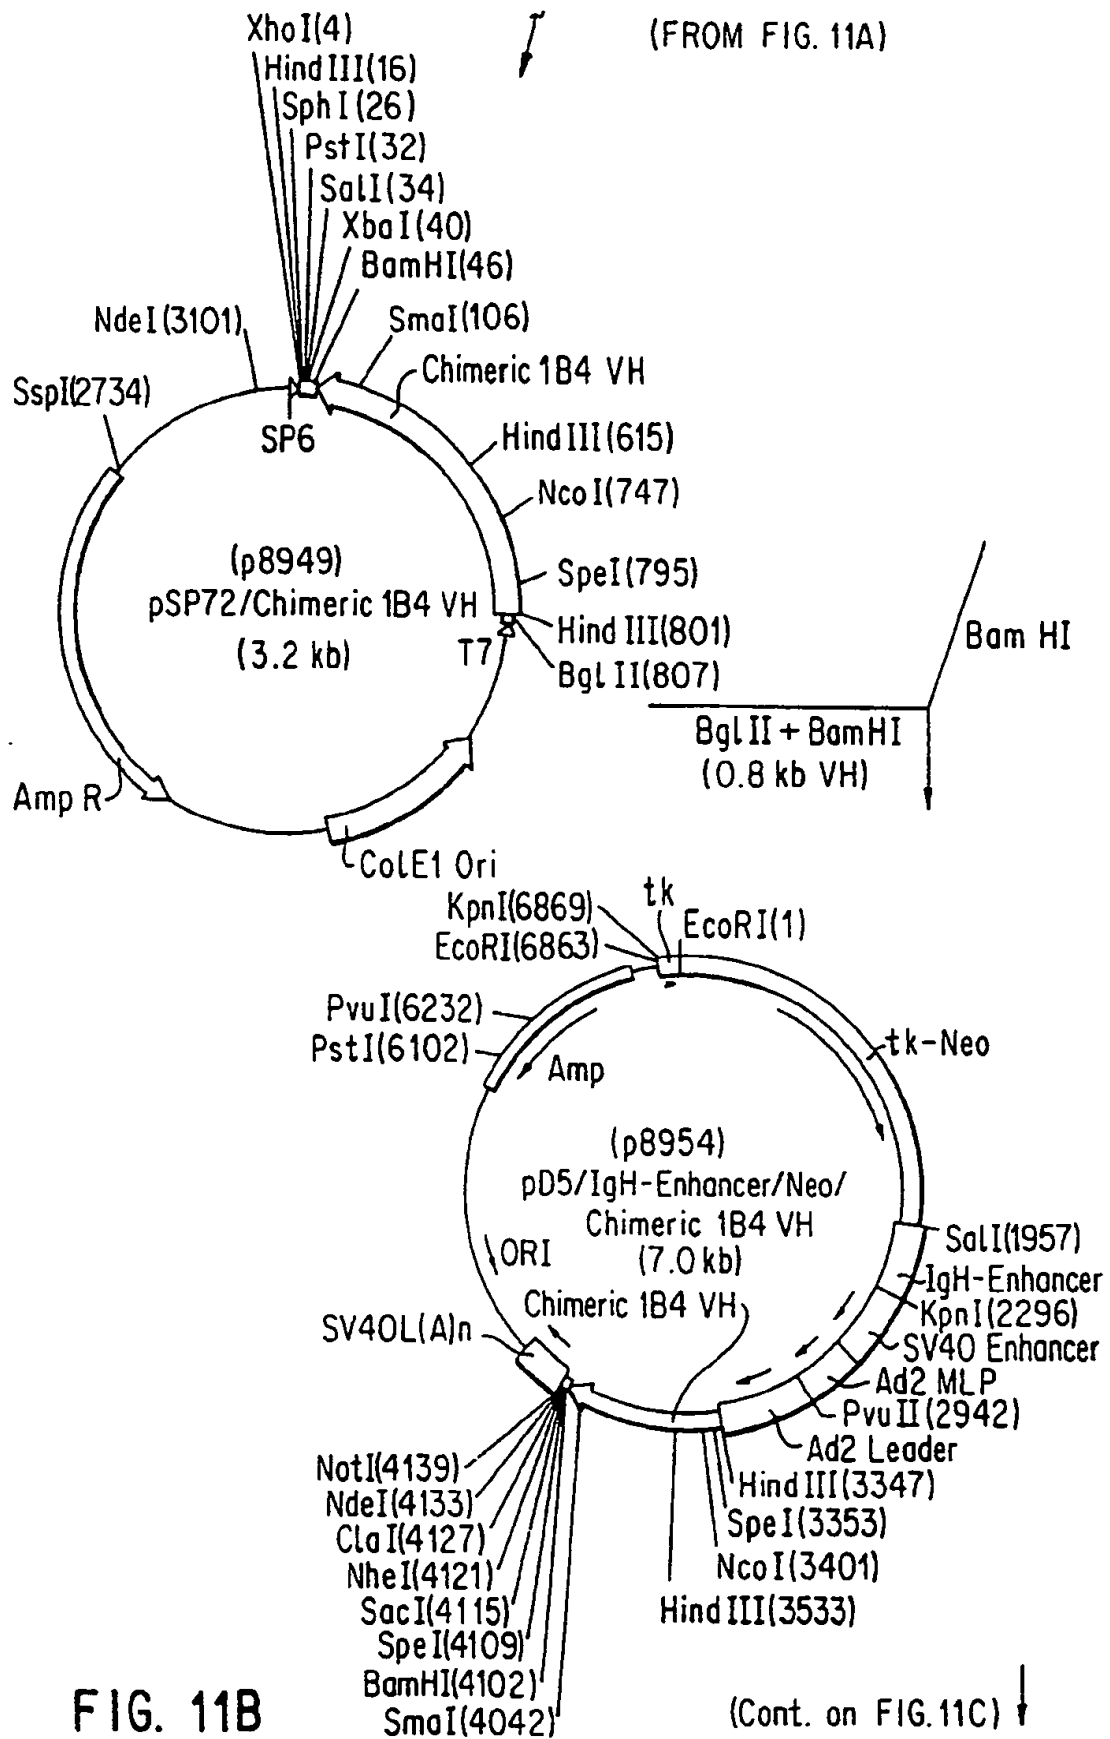 (FROM FIG. 11A)
XhoI(4)
HindIII(16)
SphI(26)
PstI(32)
SalI(34)
XbaI(40)
BamHI(46)
SmaI(106)
NdeI(3101)
Chimeric 1B4 VH
SspI(2734)
SP6
HindIII(615)
NcoI(747)
(p8949)
pSP72/Chimeric 1B4 VH
(3.2 kb)
SpeI(795)
HindIII(801)
T7
BglII(807)
Bam HI
BglII + BamHI
(0.8 kb VH)
Amp R
ColE1 Ori
tk
KpnI(6869)
EcoRI(1)
EcoRI(6863)
PvuI(6232)
PstI(6102)
Amp
tk-Neo
(p8954)
pD5/IgH-Enhancer/Neo/
Chimeric 1B4 VH
(7.0 kb)
SalI(1957)
ORI
IgH-Enhancer
Chimeric 1B4 VH
KpnI(2296)
SV40L(A)n
SV40 Enhancer
Ad2 MLP
PvuII(2942)
Ad2 Leader
NotI(4139)
HindIII(3347)
NdeI(4133)
SpeI(3353)
ClaI(4127)
NcoI(3401)
NheI(4121)
HindIII(3533)
SacI(4115)
SpeI(4109)
BamHI(4102)
SmaI(4042)
FIG. 11B
(Cont. on FIG.11C)